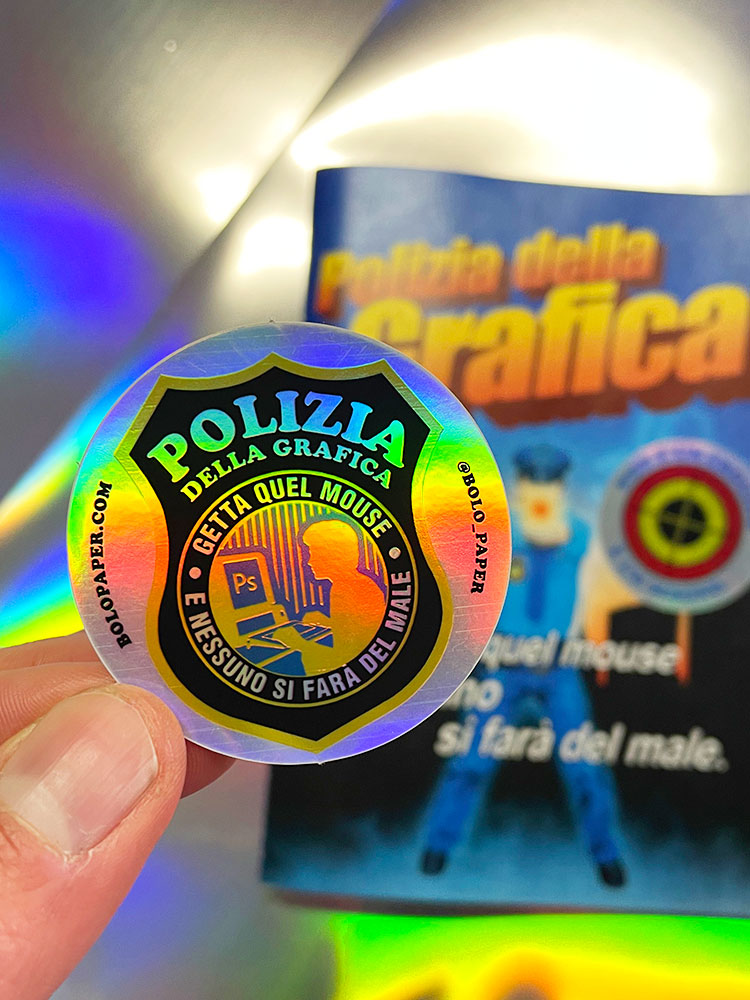 POLIZIA
DELLA GRAFICA
GETTA QUEL MOUSE
E NESSUNO SI FARÀ DEL MALE
Ps
BOLOPAPER.COM
@BOLO_PAPER
Polizia della
Grafica
quel mouse
no
si farà del male.